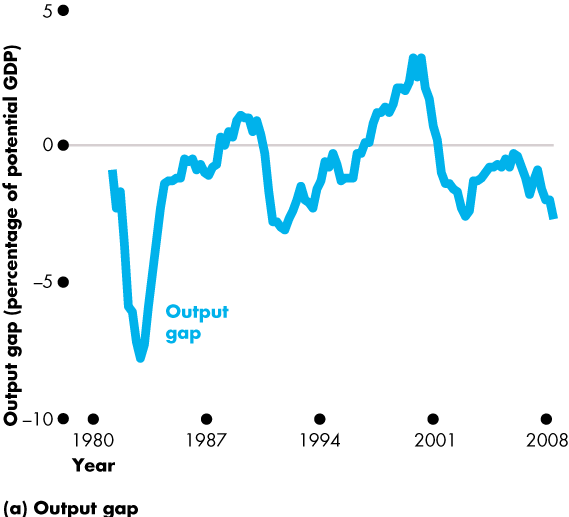 Output gap (percentage of potential GDP)
5
0
–5
–10
Output
gap
1980 1987 1994 2001 2008
Year
(a) Output gap